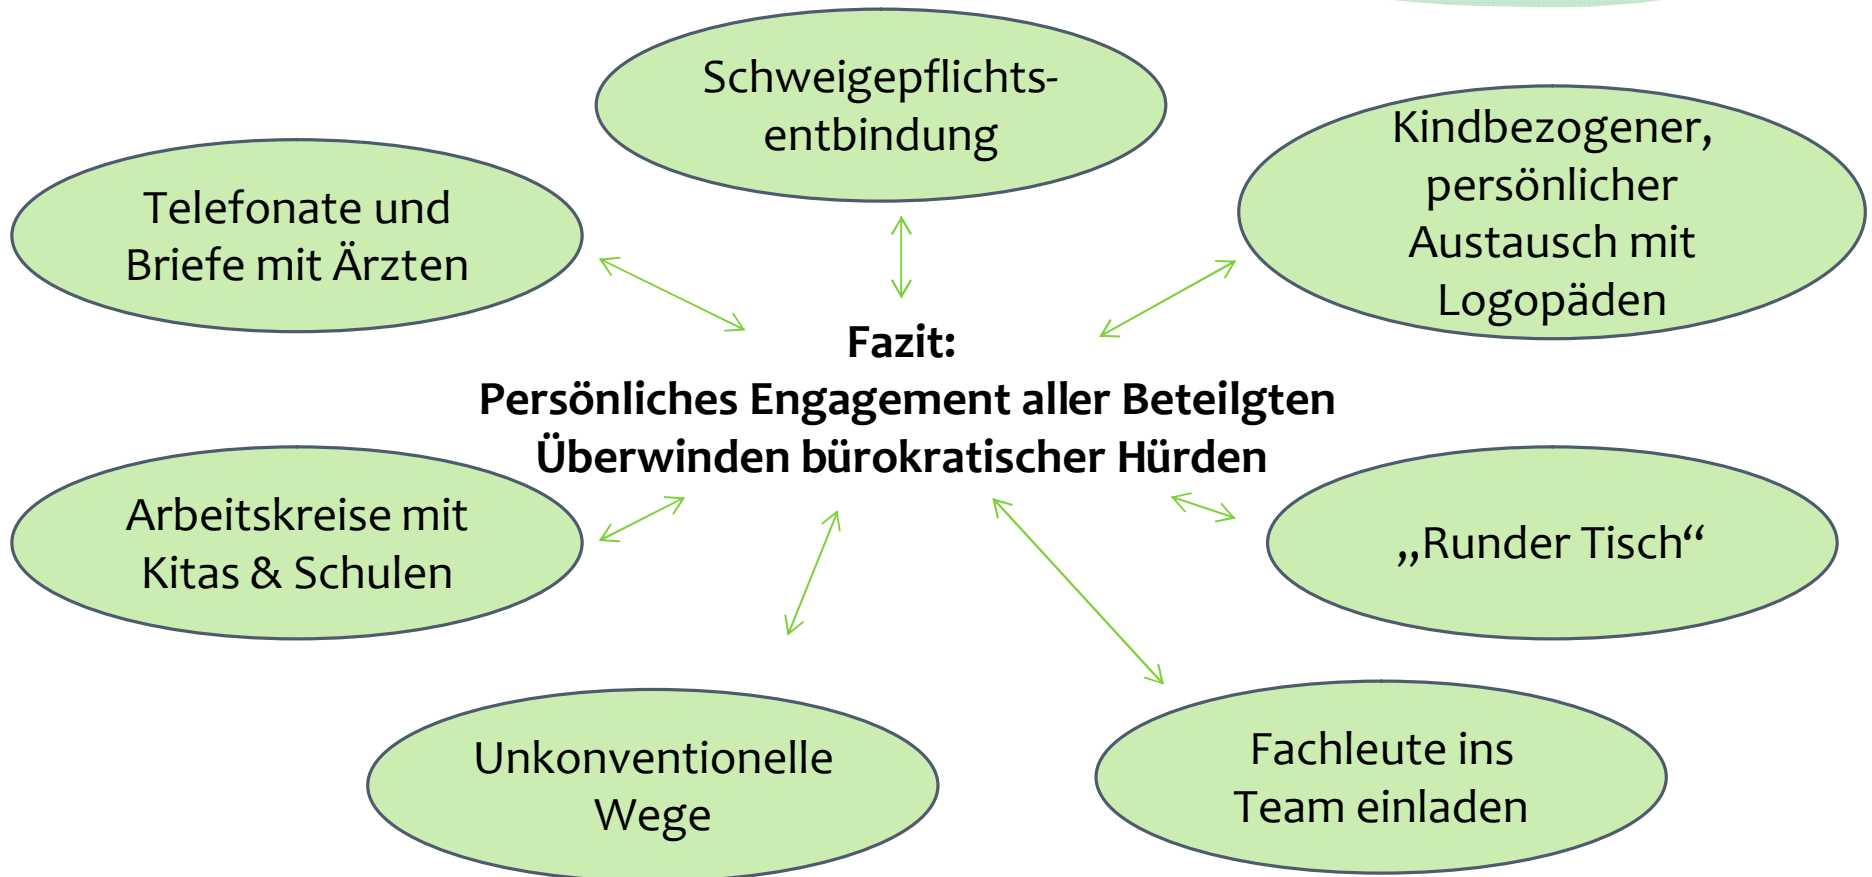 Schweigepflichts-
entbindung
Kindbezogener,
persönlicher
Austausch mit
Logopäden
Telefonate und
Briefe mit Ärzten
Fazit:
Persönliches Engagement aller Beteilgten
Überwinden bürokratischer Hürden
Arbeitskreise mit
Kitas & Schulen
„Runder Tisch“
Unkonventionelle
Wege
Fachleute ins
Team einladen